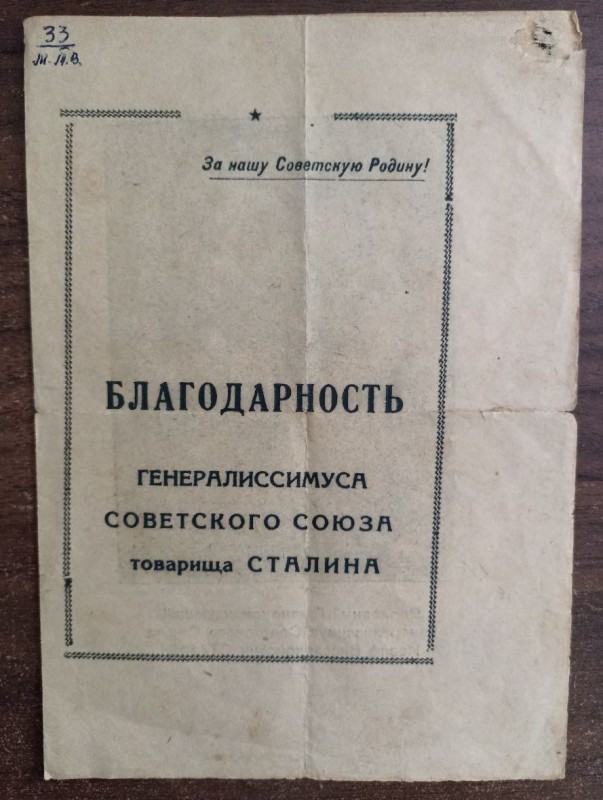 33
М.П.В.
За нашу Советскую Родину!
БЛАГОДАРНОСТЬ
ГЕНЕРАЛИССИМУСА
СОВЕТСКОГО СОЮЗА
товарища СТАЛИНА